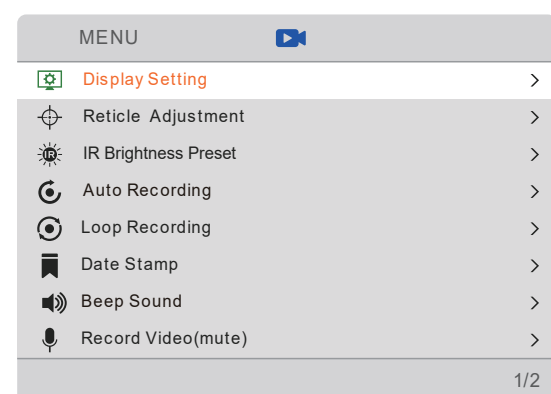 MENU
Display Setting
Reticle Adjustment
IR Brightness Preset
Auto Recording
Loop Recording
Date Stamp
Beep Sound
Record Video(mute)
1/2